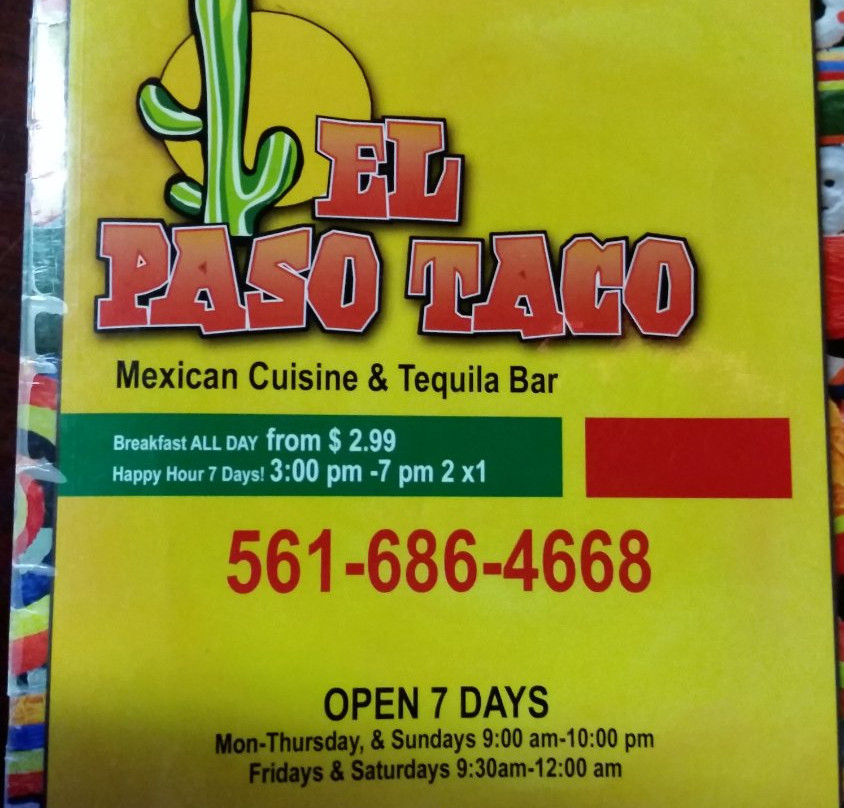 EL
PASO TACO
Mexican Cuisine & Tequila Bar
Breakfast ALL DAY from $ 2.99
Happy Hour 7 Days! 3:00 pm -7 pm 2 x1
561-686-4668
OPEN 7 DAYS
Mon-Thursday, & Sundays 9:00 am-10:00 pm
Fridays & Saturdays 9:30am-12:00 am